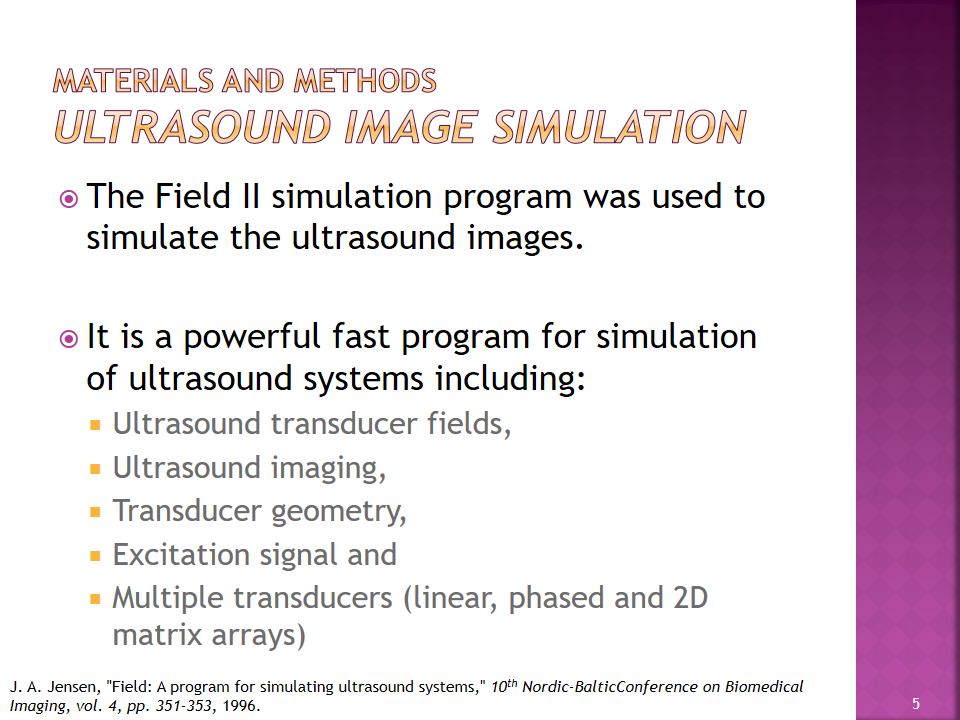 MATERIALS AND METHODS
ULTRASOUND IMAGE SIMULATION
The Field II simulation program was used to
simulate the ultrasound images.
It is a powerful fast program for simulation
of ultrasound systems including:
Ultrasound transducer fields,
Ultrasound imaging,
Transducer geometry,
Excitation signal and
Multiple transducers (linear, phased and 2D
matrix arrays)
J. A. Jensen, "Field: A program for simulating ultrasound systems," 10th Nordic-BalticConference on Biomedical
Imaging, vol. 4, pp. 351-353, 1996.
5